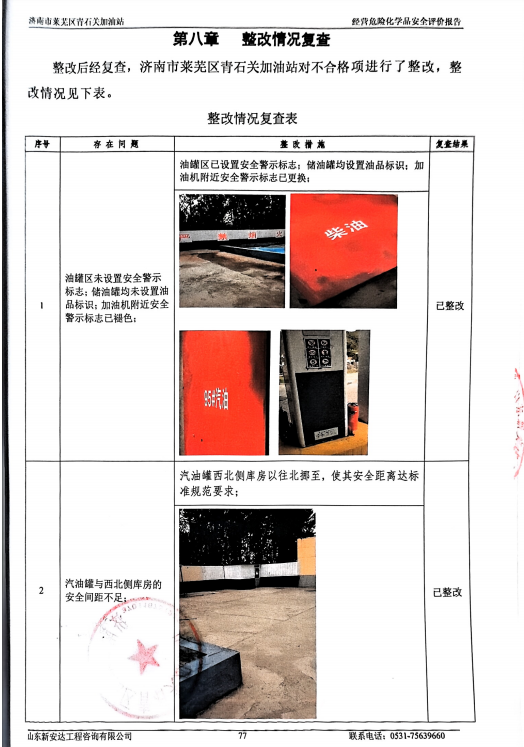 济南市莱芜区青石关加油站
经营危险化学品安全评价报告
第八章 整改情况复查
整改后经复查，济南市莱芜区青石关加油站对不合格项进行了整改，整
改情况见下表。
整改情况复查表
序号 存在问题 整改措施 复查结果
油罐区已设置安全警示标志；储油罐均设置油品标识；加
油机附近安全警示标志已更换；
严禁烟火
柴油
1
油罐区未设置安全警示
标志；储油罐均未设置油
品标识；加油机附近安全
警示标志已褪色；
已整改
95#汽油
汽油罐西北侧库房以往北挪至，使其安全距离达标
准规范要求；
2
汽油罐与西北侧库房的
安全间距不足；
已整改
山东新安达工程咨询有限公司
77
联系电话：0531-75639660